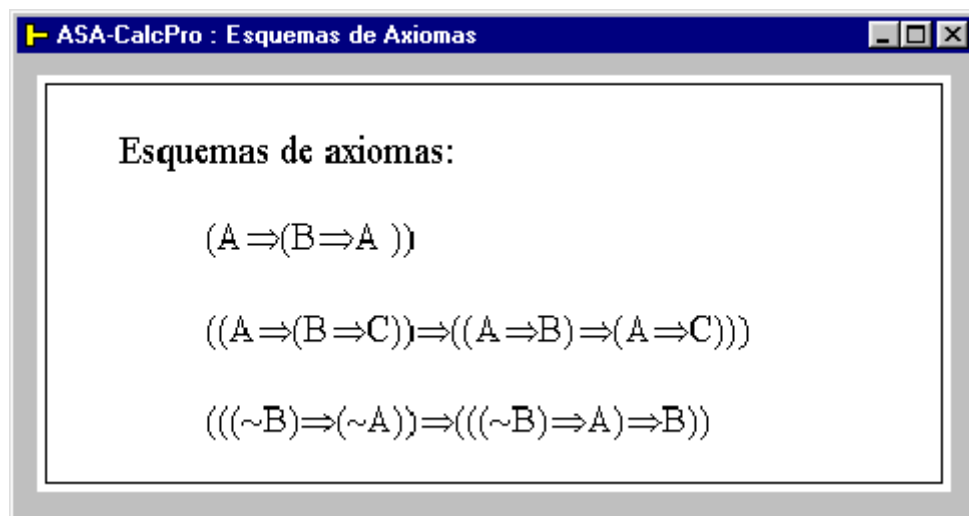 ASA-CalcPro : Esquemas de Axiomas
Esquemas de axiomas:
(A⇒(B⇒A ))
((A⇒(B⇒C))⇒((A⇒B)⇒(A⇒C)))
(((~B)⇒(~A))⇒(((~B)⇒A)⇒B))